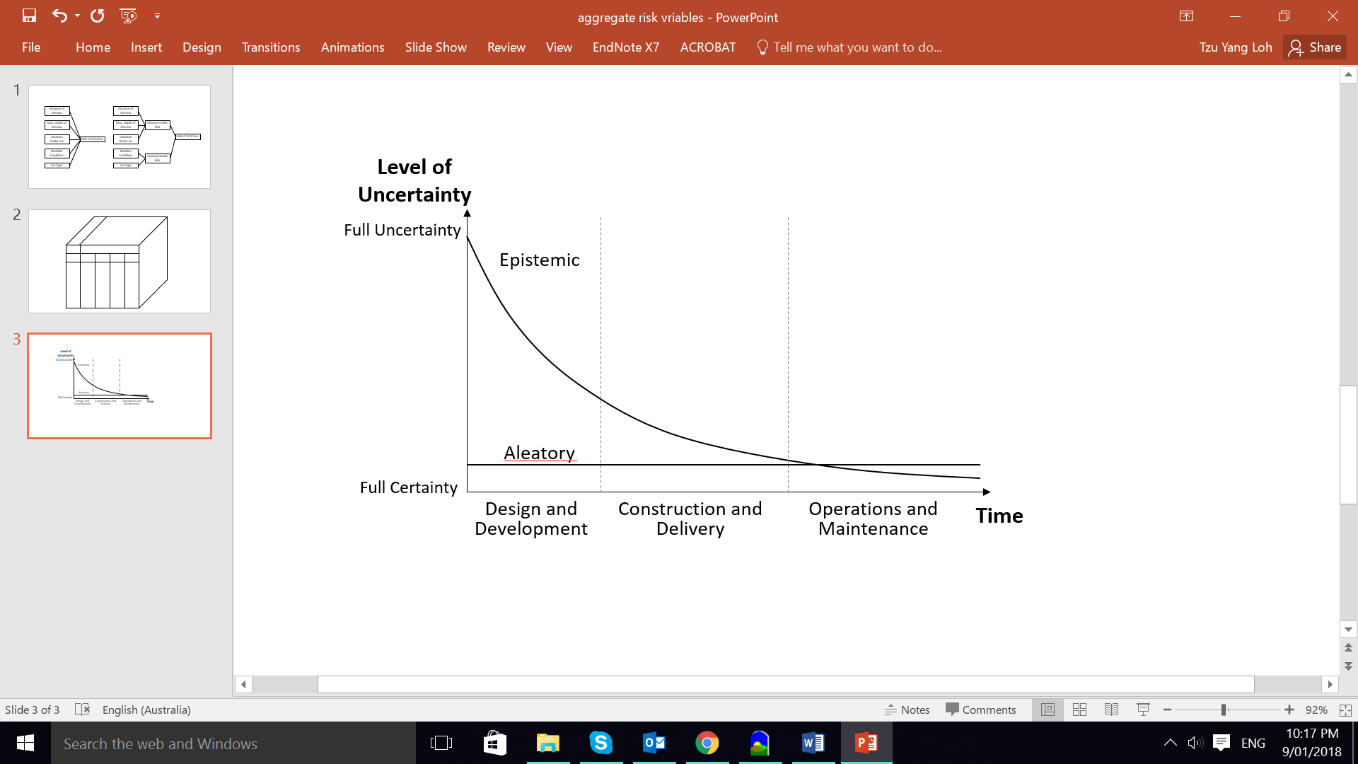 aggregate risk vriables - PowerPoint
File Home Insert Design Transitions Animations Slide Show Review View EndNote X7 ACROBAT Tell me what you want to do... Tzu Yang Loh Share
1
2
3
Level of
Uncertainty
Full Uncertainty
Epistemic
Aleatory
Full Certainty
Design and
Development
Construction and
Delivery
Operations and
Maintenance
Time
Slide 3 of 3 English (Australia) Notes Comments 92%
Search the web and Windows
ENG
10:17 PM
9/01/2018